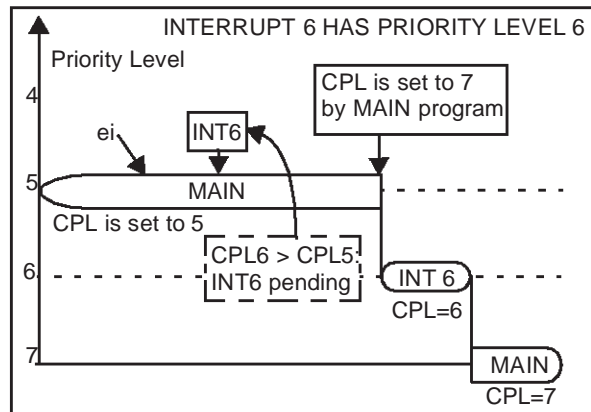 INTERRUPT 6 HAS PRIORITY LEVEL 6
Priority Level
CPL is set to 7
by MAIN program
4
ei
INT6
5
MAIN
CPL is set to 5
CPL6 > CPL5
INT6 pending
6
INT 6
CPL=6
7
MAIN
CPL=7